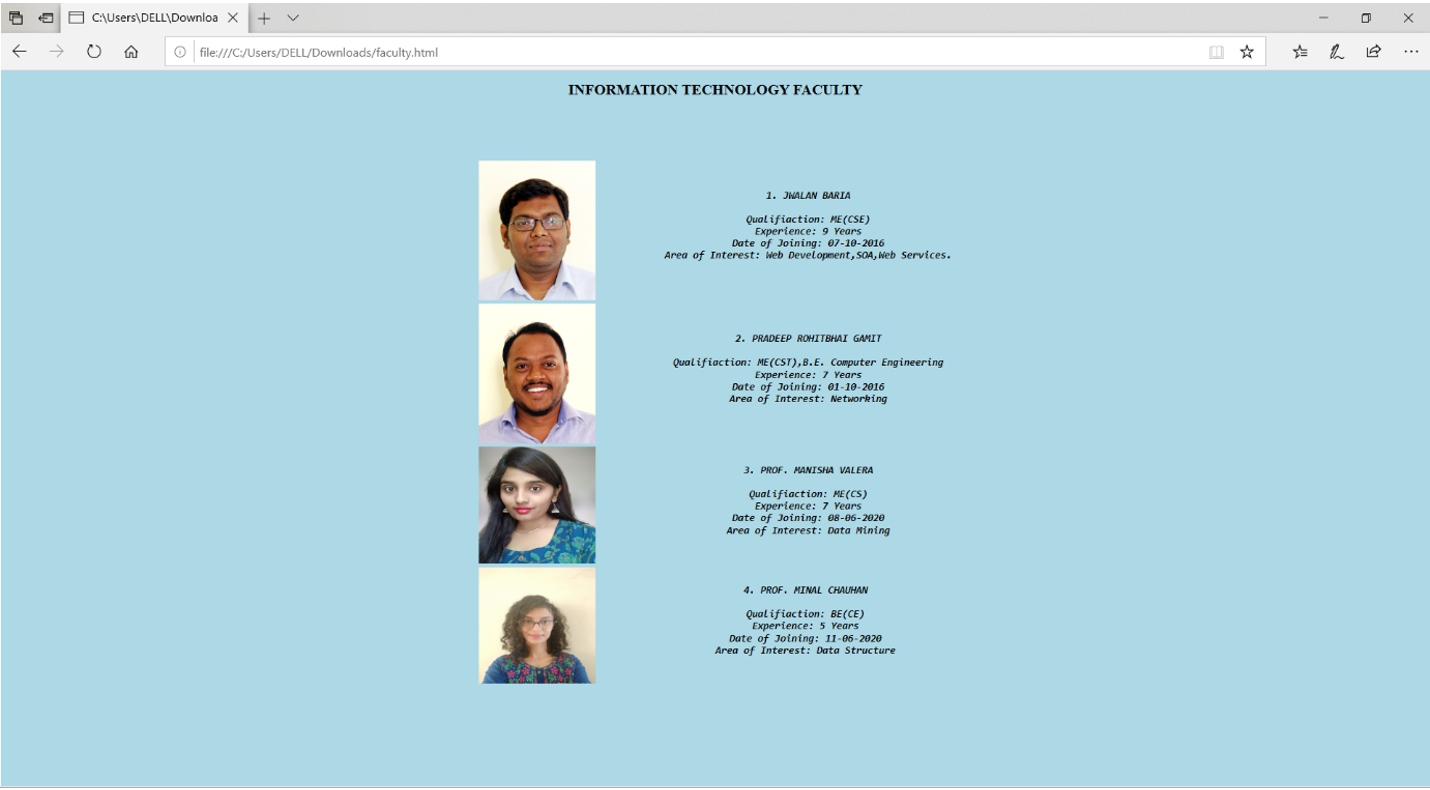 C:\Users\DELL\Downloa
file:///C:/Users/DELL/Downloads/faculty.html
INFORMATION TECHNOLOGY FACULTY
1. JWALAN BARIA
Qualifiaction: ME(CSE)
Experience: 9 Years
Date of Joining: 07-10-2016
Area of Interest: Web Development,SOA,Web Services.
2. PRADEEP ROHITBHAI GAMIT
Qualifiaction: ME(CST),B.E. Computer Engineering
Experience: 7 Years
Date of Joining: 01-10-2016
Area of Interest: Networking
3. PROF. MANISHA VALERA
Qualifiaction: ME(CS)
Experience: 7 Years
Date of Joining: 08-06-2020
Area of Interest: Data Mining
4. PROF. MINAL CHAUHAN
Qualifiaction: BE(CE)
Experience: 5 Years
Date of Joining: 11-06-2020
Area of Interest: Data Structure